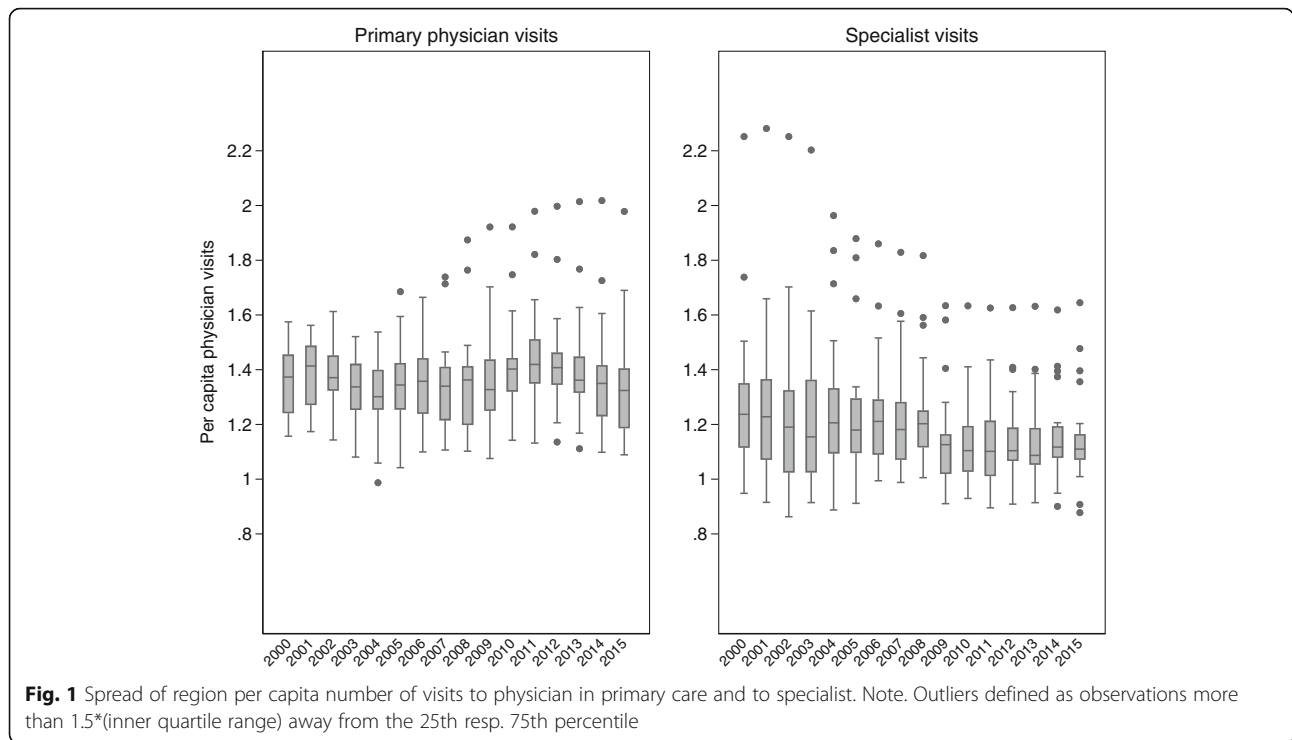 Primary physician visits
Specialist visits
Per capita physician visits
2.2
2
1.8
1.6
1.4
1.2
1
.8
2000 2001 2002 2003 2004 2005 2006 2007 2008 2009 2010 2011 2012 2013 2014 2015
2.2
2
1.8
1.6
1.4
1.2
1
.8
2000 2001 2002 2003 2004 2005 2006 2007 2008 2009 2010 2011 2012 2013 2014 2015
Fig. 1 Spread of region per capita number of visits to physician in primary care and to specialist. Note. Outliers defined as observations more
than 1.5*(inner quartile range) away from the 25th resp. 75th percentile